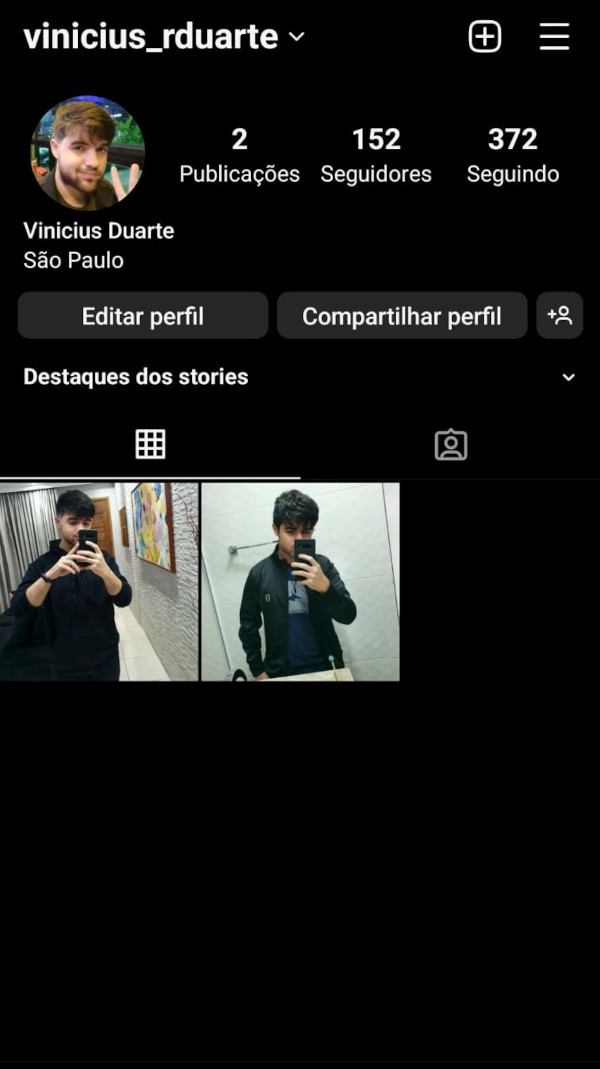 vinicius_rduarte
2 152 372
Publicações Seguidores Seguindo
Vinicius Duarte
São Paulo
Editar perfil Compartilhar perfil
Destaques dos stories